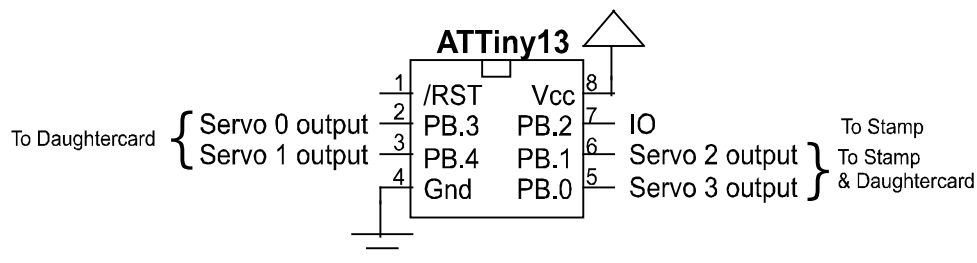 ATTiny13
1 /RST Vcc 8
To Daughtercard { Servo 0 output 2 PB.3 PB.2 7 IO To Stamp
Servo 1 output 3 PB.4 PB.1 6 Servo 2 output } To Stamp
4 Gnd PB.0 5 Servo 3 output & Daughtercard